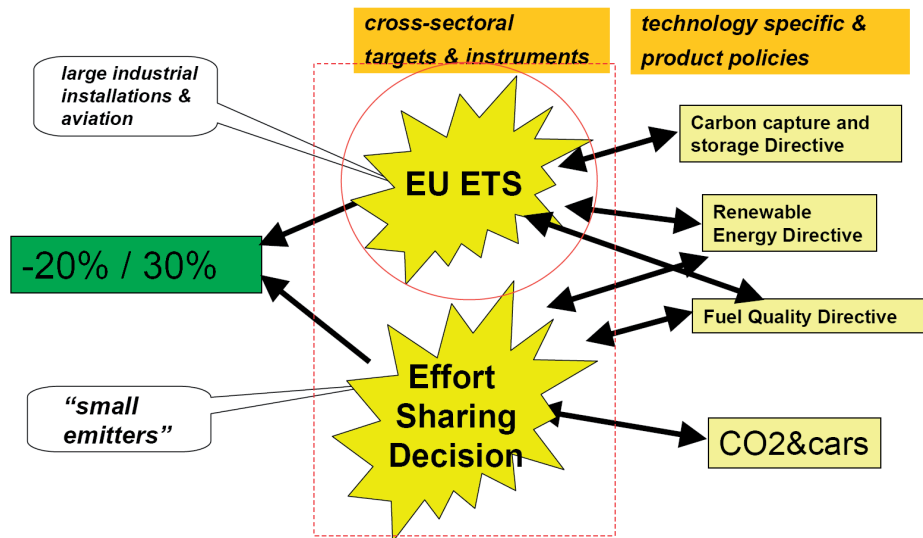 cross-sectoral
targets & instruments
technology specific &
product policies
large industrial
installations &
aviation
EU ETS
Carbon capture and
storage Directive
Renewable
Energy Directive
-20% / 30%
Fuel Quality Directive
Effort
Sharing
Decision
“small
emitters”
CO2&cars